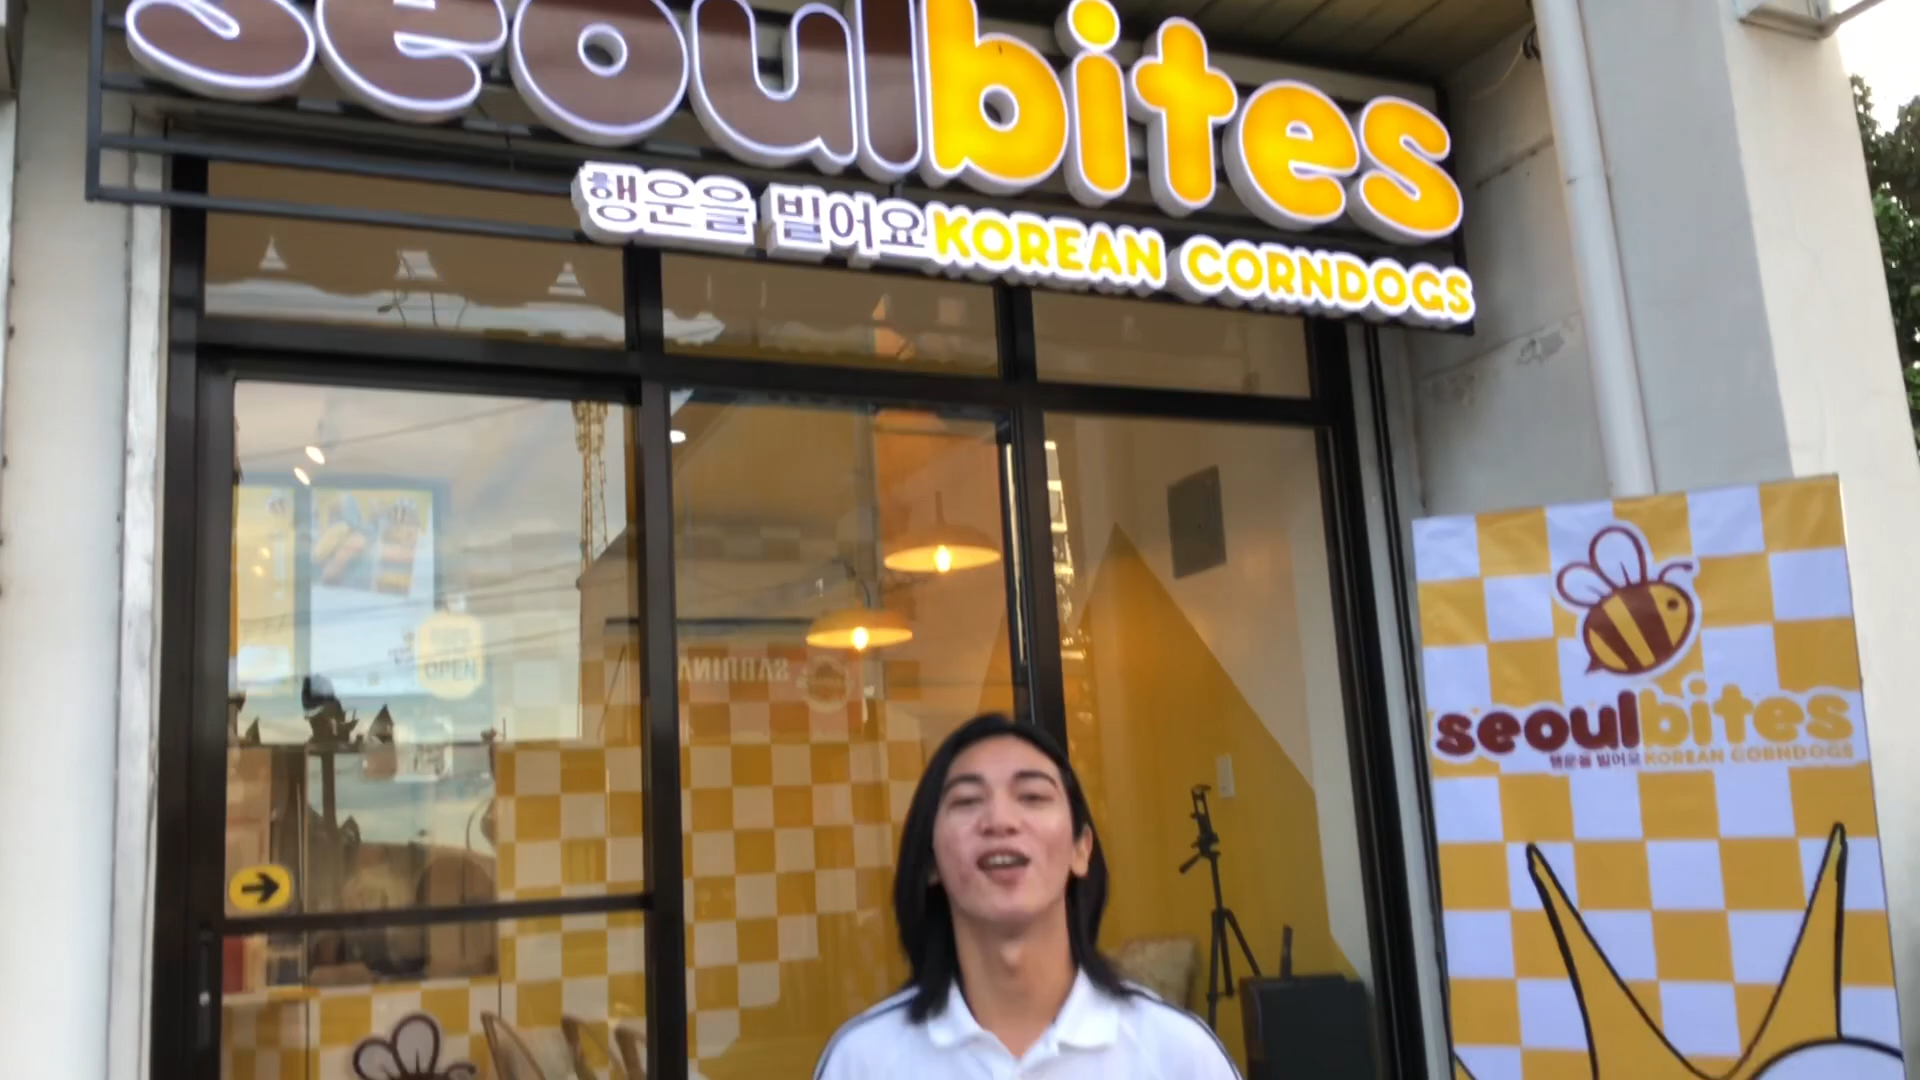 seoulbites
행운을 빌어요 KOREAN CORNDOGS
OPEN
SABRINA
seoulbites
행운을 빌어요 KOREAN CORNDOGS